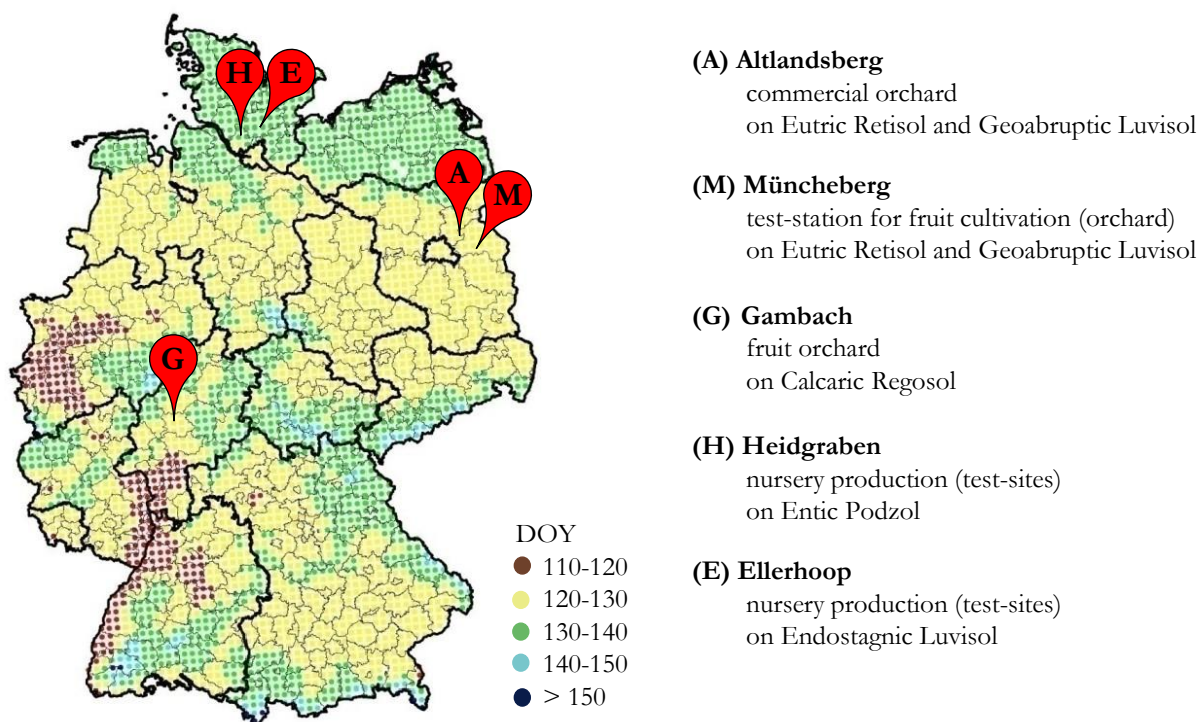 H
E
A
M
G
DOY
110-120
120-130
130-140
140-150
> 150
(A) Altlandsberg
commercial orchard
on Eutric Retisol and Geoabruptic Luvisol
(M) Müncheberg
test-station for fruit cultivation (orchard)
on Eutric Retisol and Geoabruptic Luvisol
(G) Gambach
fruit orchard
on Calcaric Regosol
(H) Heidgraben
nursery production (test-sites)
on Entic Podzol
(E) Ellerhoop
nursery production (test-sites)
on Endostagnic Luvisol